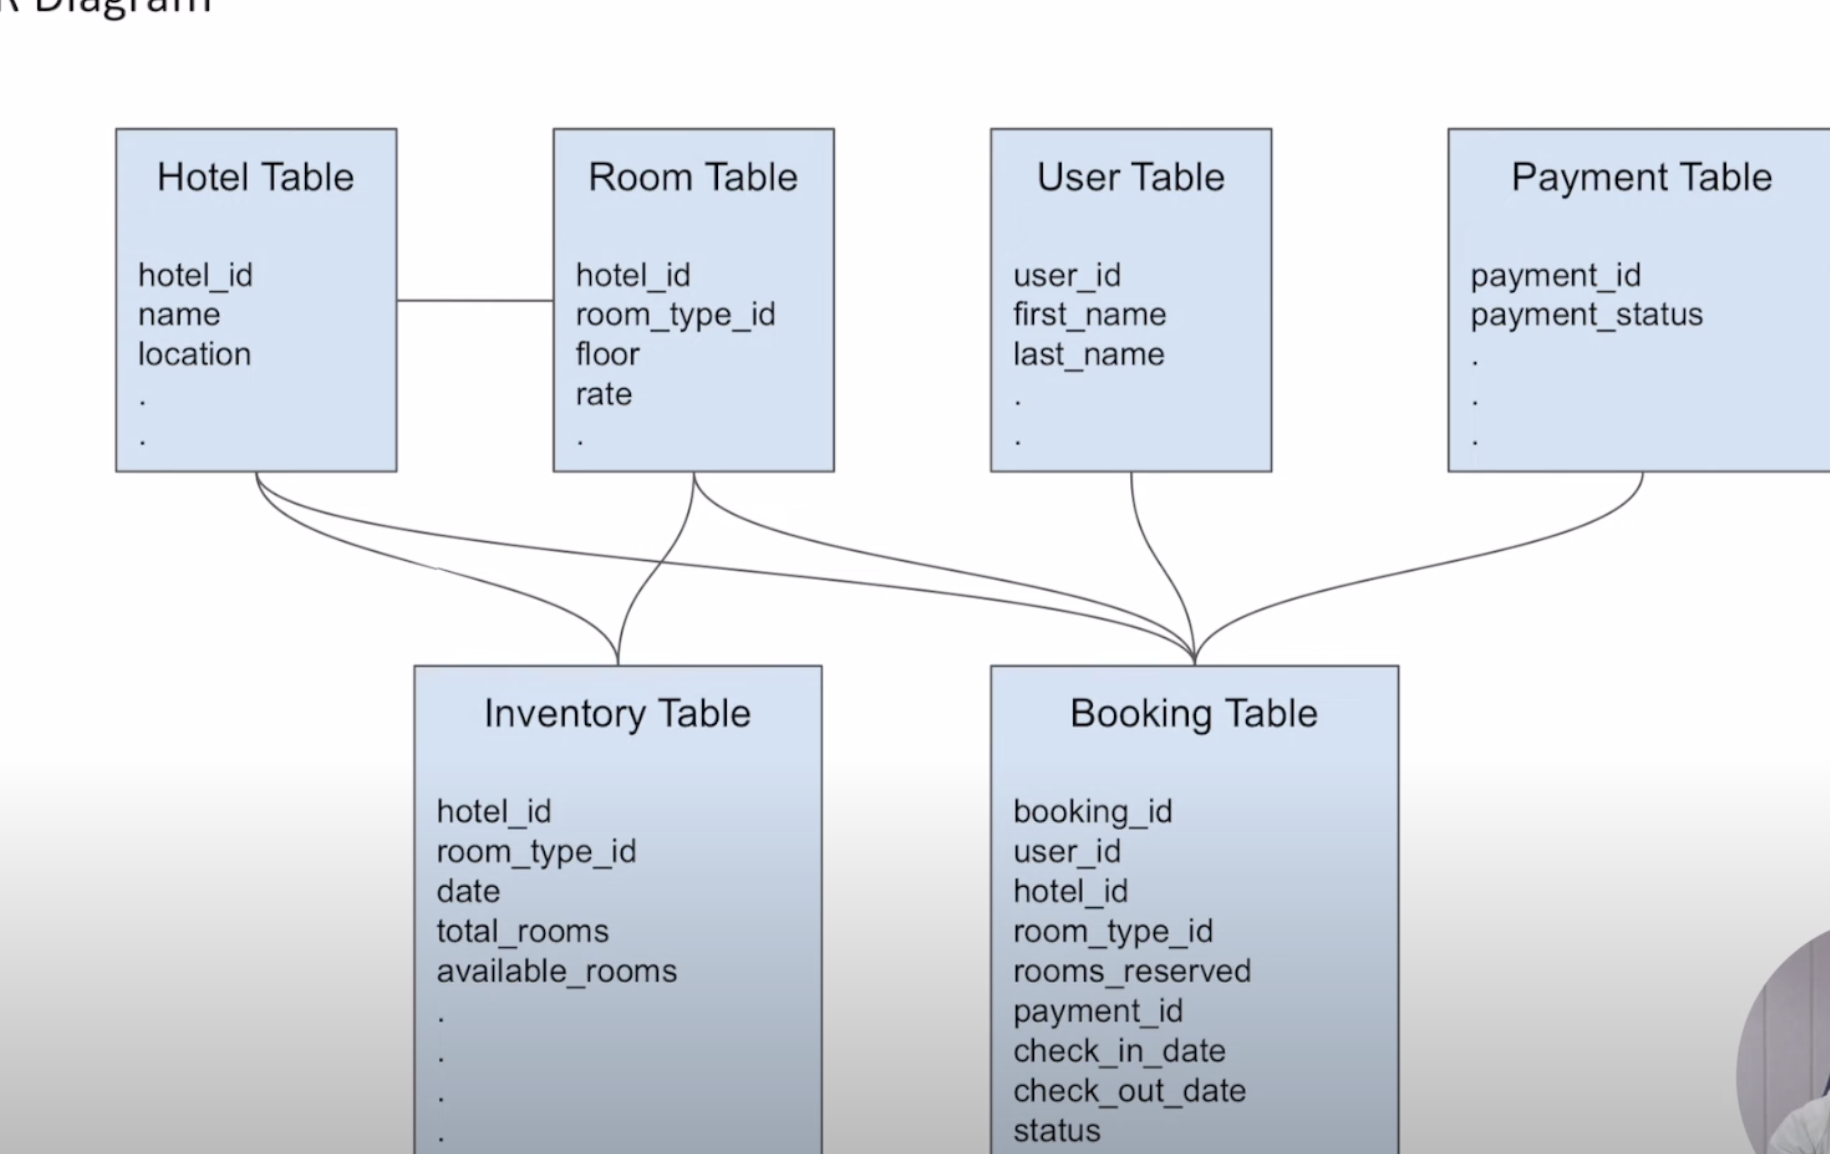 R Diagram
Hotel Table
hotel_id
name
location
.
.
Room Table
hotel_id
room_type_id
floor
rate
.
User Table
user_id
first_name
last_name
.
.
Payment Table
payment_id
payment_status
.
.
.
Inventory Table
hotel_id
room_type_id
date
total_rooms
available_rooms
.
.
.
.
Booking Table
booking_id
user_id
hotel_id
room_type_id
rooms_reserved
payment_id
check_in_date
check_out_date
status